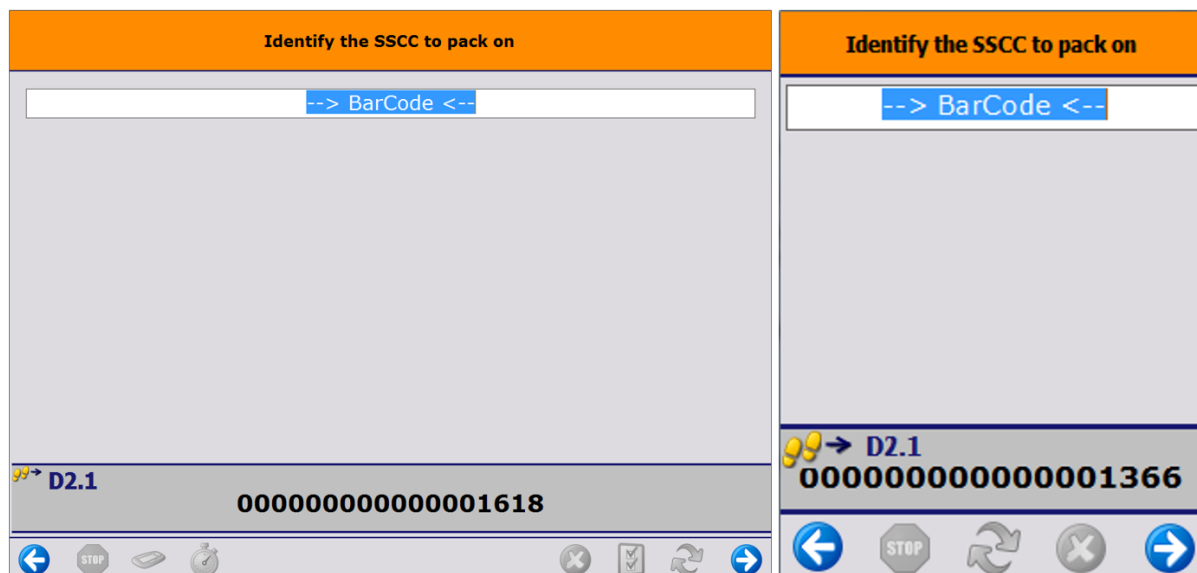 Identify the SSCC to pack on
--> BarCode <--
D2.1
000000000000001618
STOP
Identify the SSCC to pack on
--> BarCode <--
D2.1
000000000000001366
STOP